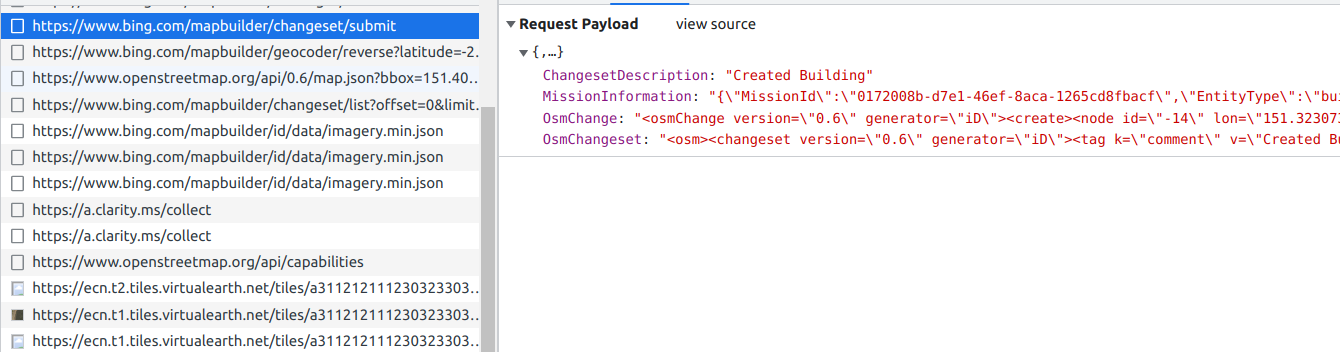 https://www.bing.com/mapbuilder/changeset/submit
https://www.bing.com/mapbuilder/geocoder/reverse?latitude=-2…
https://www.openstreetmap.org/api/0.6/map.json?bbox=151.40…
https://www.bing.com/mapbuilder/changeset/list?offset=0&limit…
https://www.bing.com/mapbuilder/id/data/imagery.min.json
https://www.bing.com/mapbuilder/id/data/imagery.min.json
https://www.bing.com/mapbuilder/id/data/imagery.min.json
https://a.clarity.ms/collect
https://a.clarity.ms/collect
https://www.openstreetmap.org/api/capabilities
https://ecn.t2.tiles.virtualearth.net/tiles/a311212111230323303…
https://ecn.t1.tiles.virtualearth.net/tiles/a311212111230323303…
https://ecn.t1.tiles.virtualearth.net/tiles/a311212111230323303…
Request Payload view source
{,…}
ChangesetDescription: "Created Building"
MissionInformation: "{\"MissionId\":\"0172008b-d7e1-46ef-8aca-1265cd8fbacf\",\"EntityType\":\"bui
OsmChange: "<osmChange version=\"0.6\" generator=\"iD\"><create><node id=\"-14\" lon=\"151.323073
OsmChangeset: "<osm><changeset version=\"0.6\" generator=\"iD\"><tag k=\"comment\" v=\"Created Bu